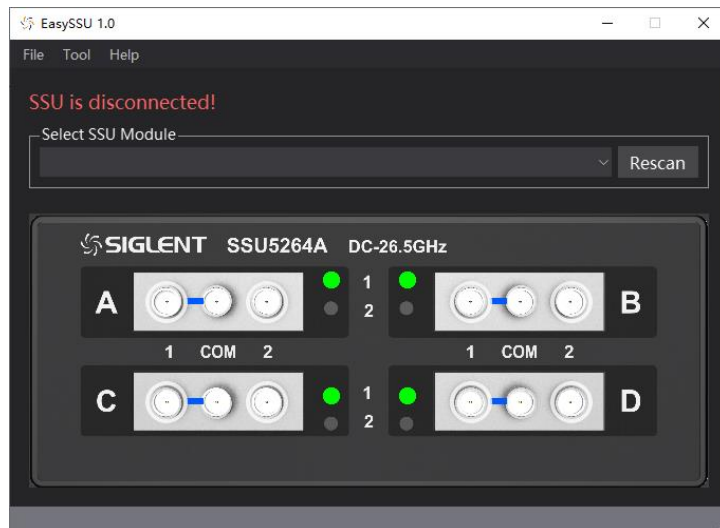 EasySSU 1.0
File Tool Help
SSU is disconnected!
Select SSU Module
Rescan
SIGLENT SSU5264A DC-26.5GHz
A 1 B
2
1 COM 2 1 COM 2
C 1 D
2